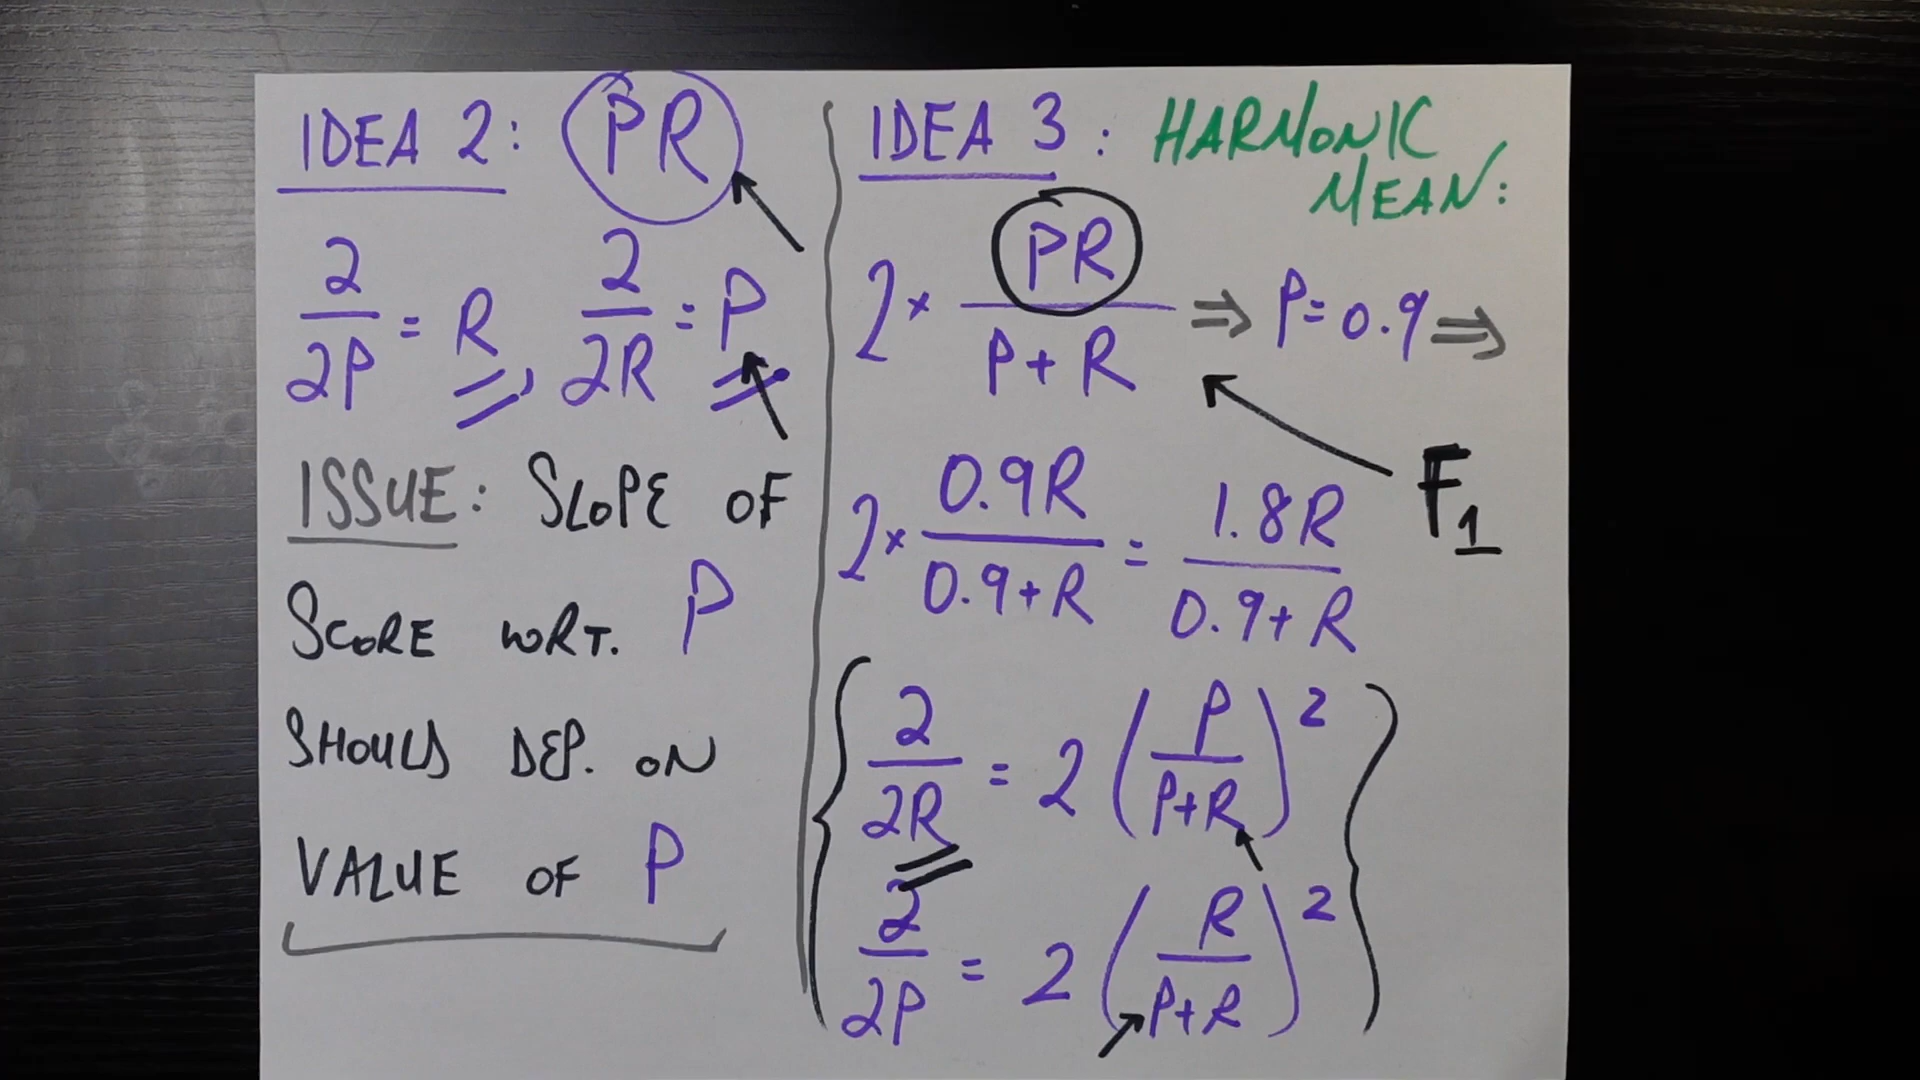 IDEA 2: PR
2/2P = R, 2/2R = P
ISSUE: SLOPE OF
SCORE WRT. P
SHOULD DEP. ON
VALUE OF P
IDEA 3: HARMONIC
MEAN:
2 × PR/P+R ⇒ P=0.9 ⇒
F1
2 × 0.9R/0.9+R = 1.8R/0.9+R
2/2R = 2 (P/P+R)²
2/2P = 2 (R/P+R)²